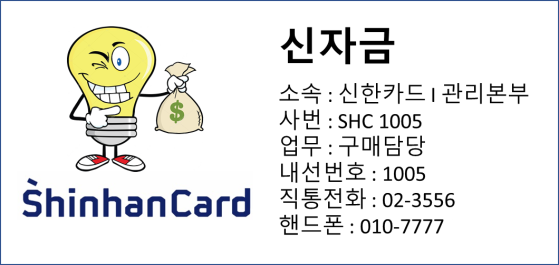 신자금
소속 : 신한카드 I 관리본부
사번 : SHC 1005
업무 : 구매담당
내선번호 : 1005
직통전화 : 02-3556
핸드폰 : 010-7777
$
ShinhanCard